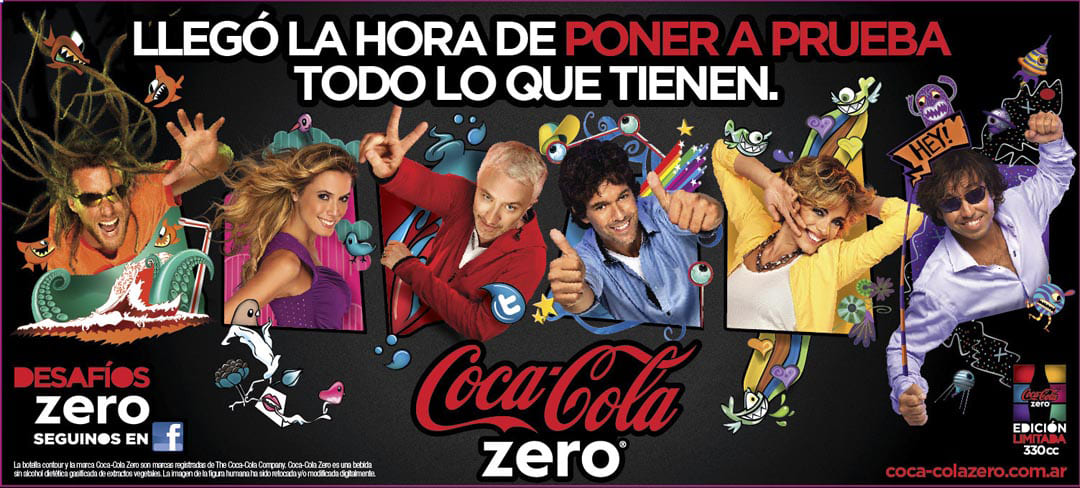 LLEGÓ LA HORA DE PONER A PRUEBA
TODO LO QUE TIENEN.
HEY!
DESAFÍOS
zero
SEGUINOS EN f
Coca-Cola
zero®
Coca-Cola
zero
EDICIÓN
LIMITADA
330cc
La botella contour y la marca Coca-Cola Zero son marcas registradas de The Coca-Cola Company. Coca-Cola Zero es una bebida
sin alcohol dietética gasificada de extractos vegetales. La imagen de la figura humana ha sido retocada y/o modificada digitalmente.
coca-colazero.com.ar